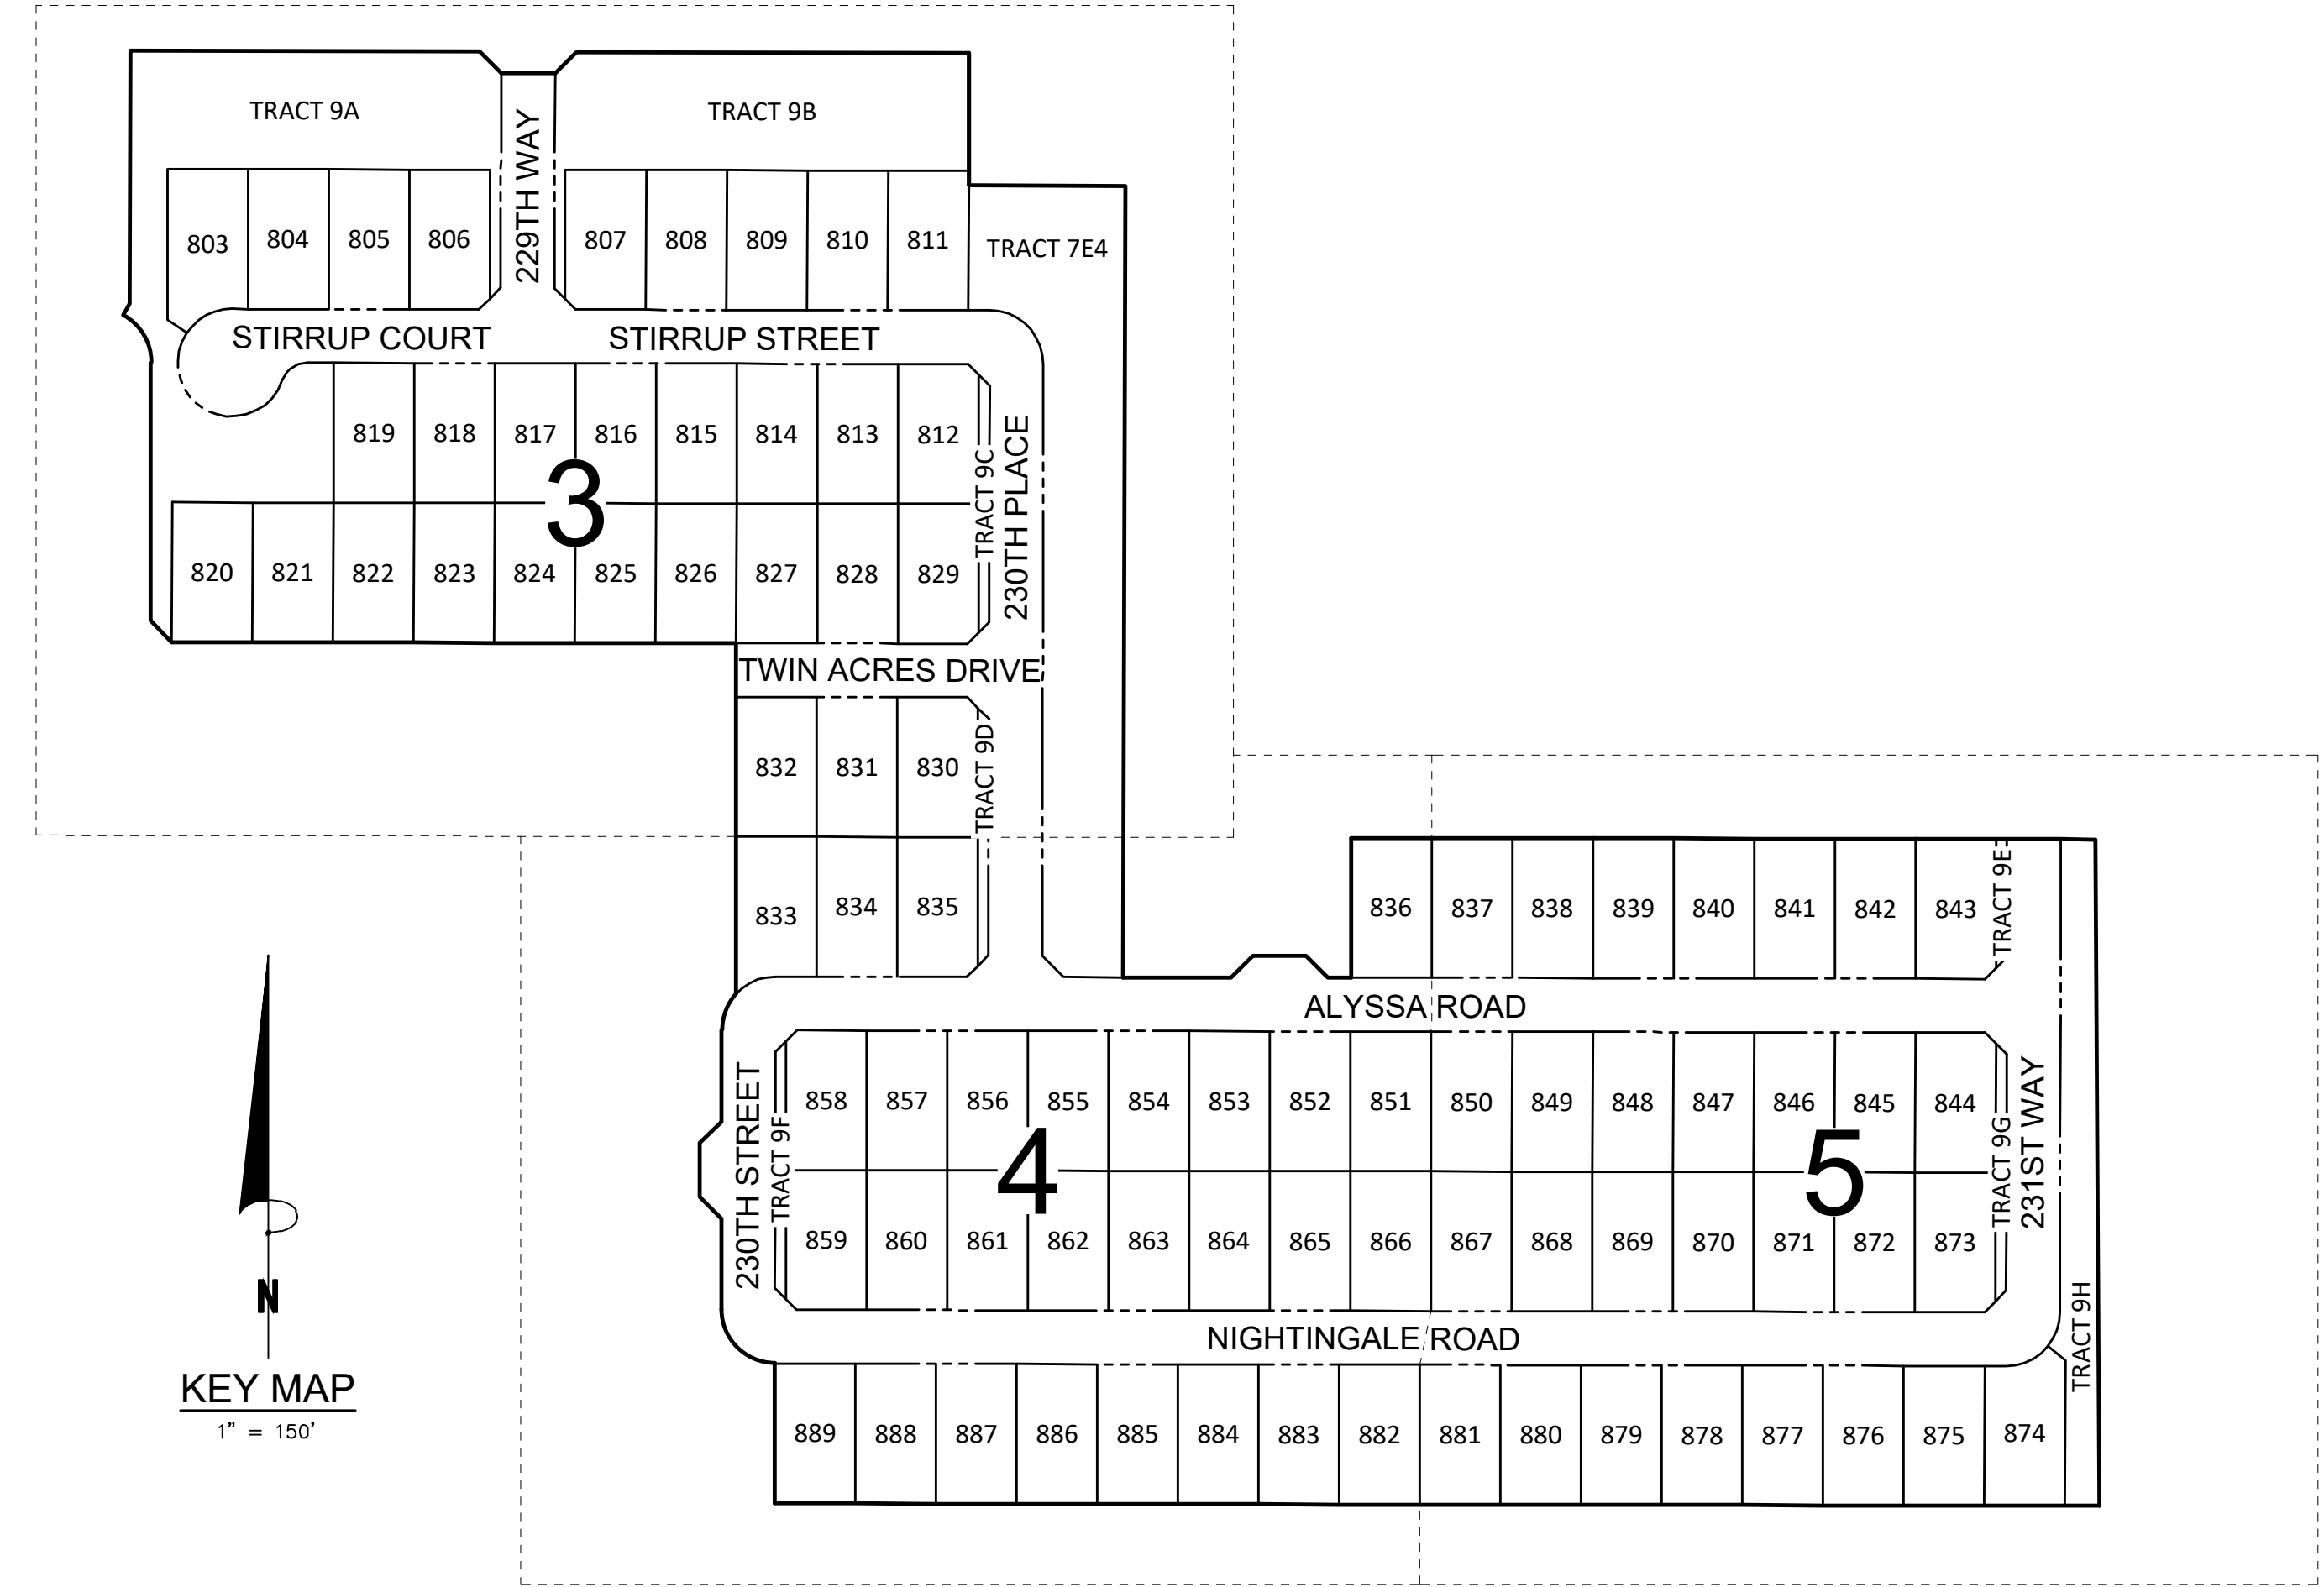 TRACT 9A
TRACT 9B
229TH WAY
803 804 805 806 807 808 809 810 811
TRACT 7E4
STIRRUP COURT
STIRRUP STREET
819 818 817 816 815 814 813 812
TRACT 9C
230TH PLACE
3
820 821 822 823 824 825 826 827 828 829
TWIN ACRES DRIVE
832 831 830
TRACT 9D
833 834 835
836 837 838 839 840 841 842 843
TRACT 9E
ALYSSA ROAD
230TH STREET
TRACT 9F
858 857 856 855 854 853 852 851 850 849 848 847 846 845 844
4
5
TRACT 9G
231ST WAY
859 860 861 862 863 864 865 866 867 868 869 870 871 872 873
NIGHTINGALE ROAD
TRACT 9H
889 888 887 886 885 884 883 882 881 880 879 878 877 876 875 874
N
KEY MAP
1" = 150'